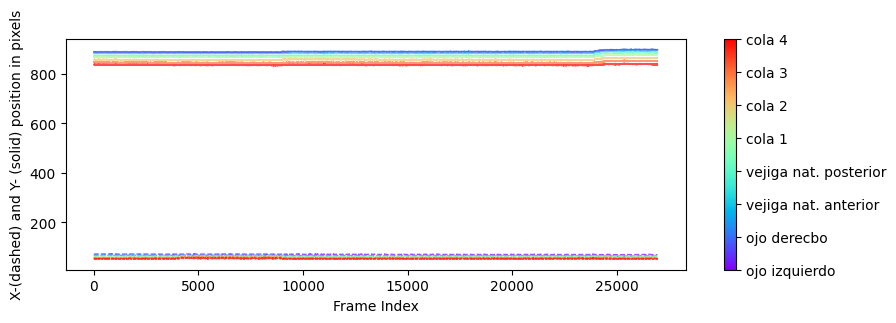 X-(dashed) and Y- (solid) position in pixels
800
600
400
200
0
5000
10000
15000
20000
25000
Frame Index
cola 4
cola 3
cola 2
cola 1
vejiga nat. posterior
vejiga nat. anterior
ojo derecbo
ojo izquierdo